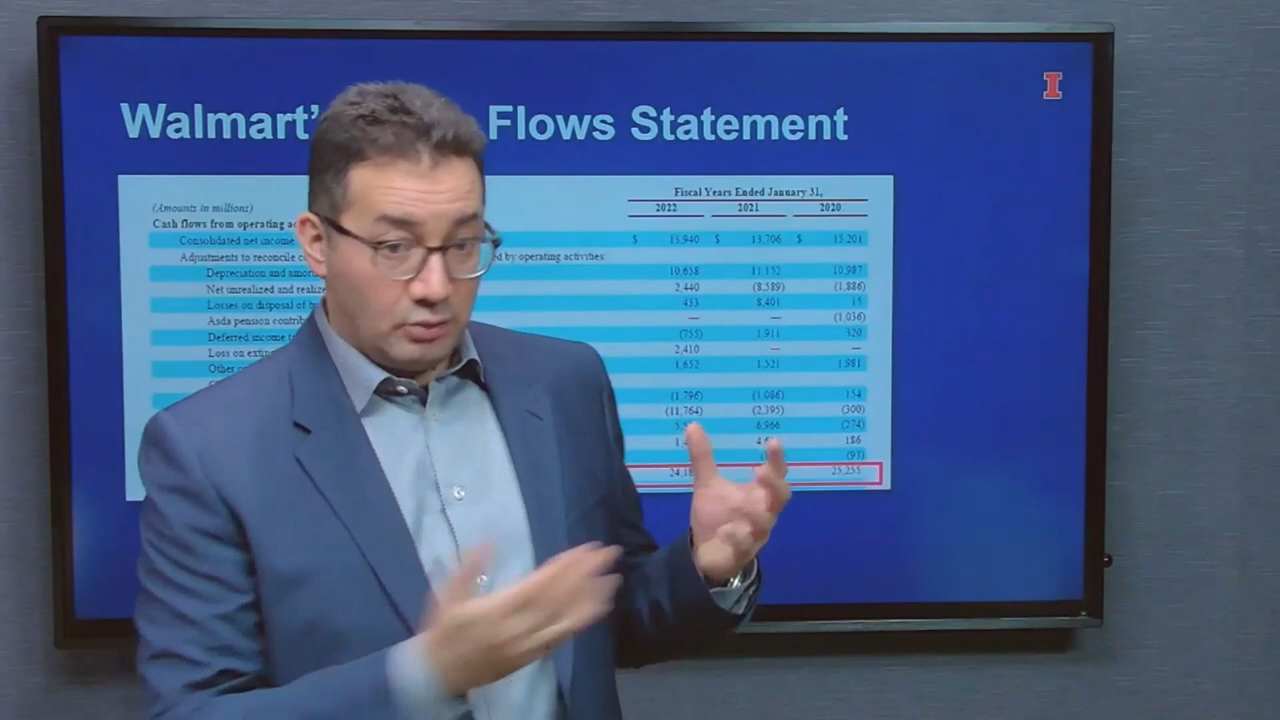 I
Walmart’ Flows Statement
Fiscal Years Ended January 31,
(Amounts in millions) 2022 2021 2020
Cash flows from operating
Consolidated net income $ 13,940 $ 13,706 $ 15,201
Adjustments to reconcile by operating activities:
Depreciation and 10,658 11,152 10,987
Net unrealized and 2,440 (8,589) (1,886)
Losses on disposal of 433 8,401 15
Asda pension — — (1,036)
Deferred income (755) 1,911 320
Loss on 2,410 — —
Other 1,652 1,521 1,981
(1,796) (1,086) 154
(11,764) (2,395) (300)
6,966 (274)
186
(93)
25,255